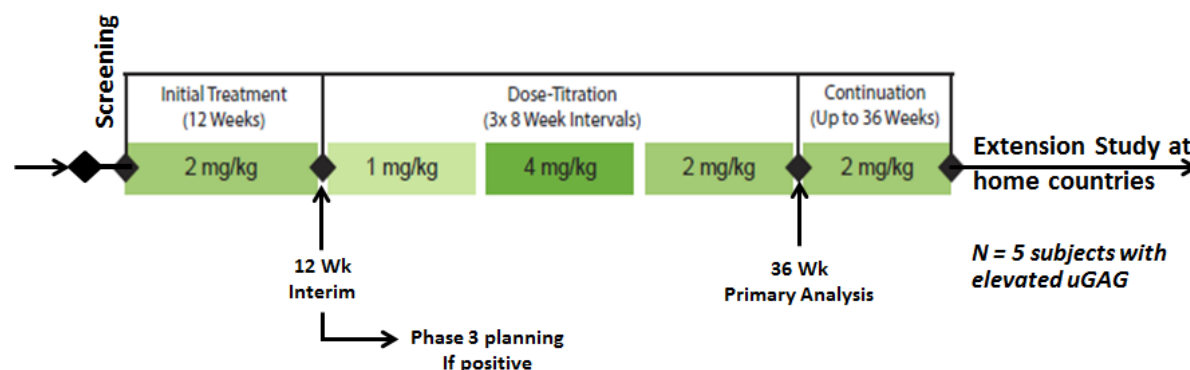 Screening
Initial Treatment
(12 Weeks)
Dose-Titration
(3x 8 Week Intervals)
Continuation
(Up to 36 Weeks)
2 mg/kg
1 mg/kg
4 mg/kg
2 mg/kg
2 mg/kg
Extension Study at
home countries
12 Wk
Interim
36 Wk
Primary Analysis
N = 5 subjects with
elevated uGAG
Phase 3 planning
If positive